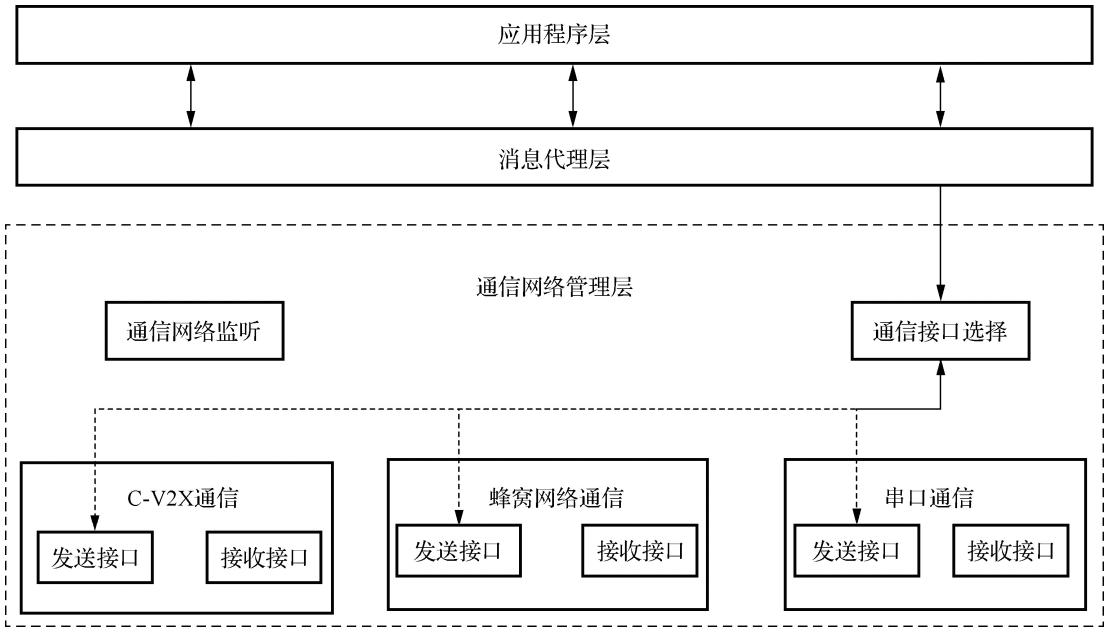 应用程序层
消息代理层
通信网络管理层
通信网络监听
通信接口选择
C-V2X通信
蜂窝网络通信
串口通信
发送接口
接收接口
发送接口
接收接口
发送接口
接收接口